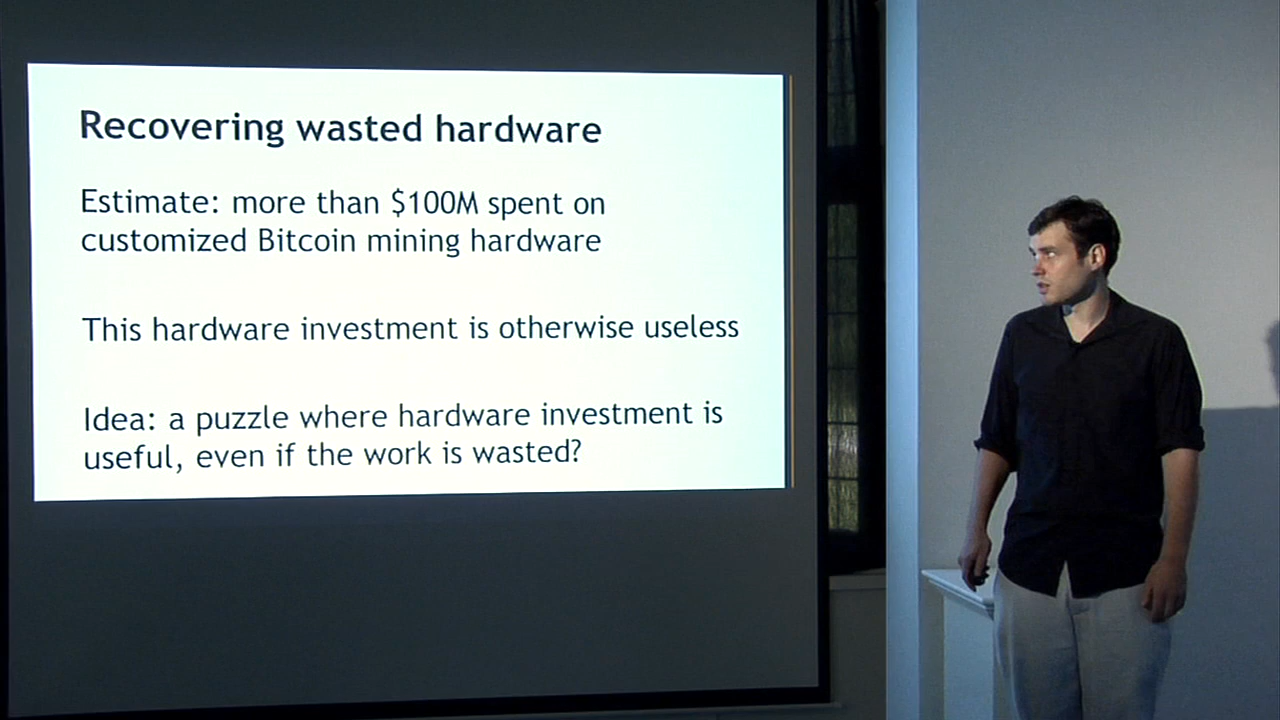 Recovering wasted hardware
Estimate: more than $100M spent on
customized Bitcoin mining hardware
This hardware investment is otherwise useless
Idea: a puzzle where hardware investment is
useful, even if the work is wasted?